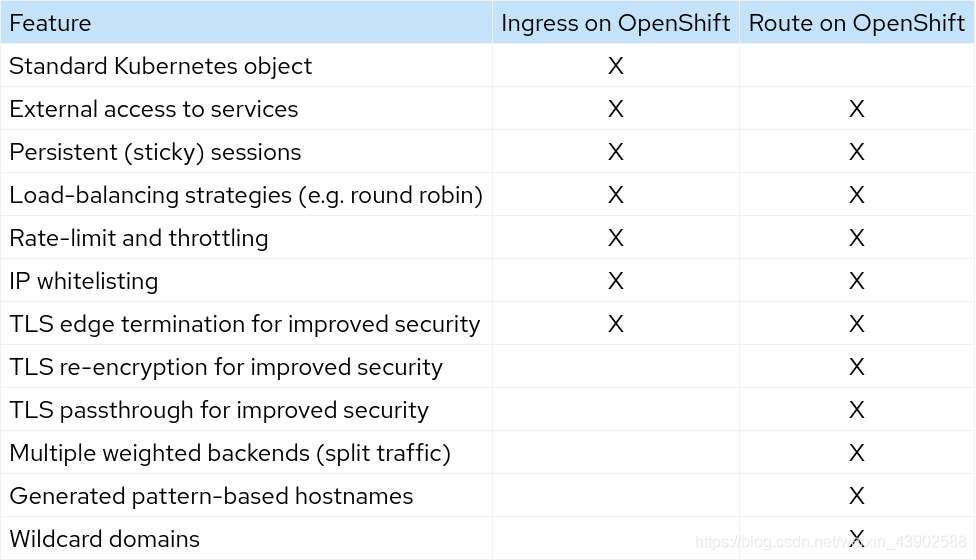 Feature Ingress on OpenShift Route on OpenShift
Standard Kubernetes object X
External access to services X X
Persistent (sticky) sessions X X
Load-balancing strategies (e.g. round robin) X X
Rate-limit and throttling X X
IP whitelisting X X
TLS edge termination for improved security X X
TLS re-encryption for improved security X
TLS passthrough for improved security X
Multiple weighted backends (split traffic) X
Generated pattern-based hostnames X
Wildcard domains X
https://blog.csdn.net/weixin_43902588